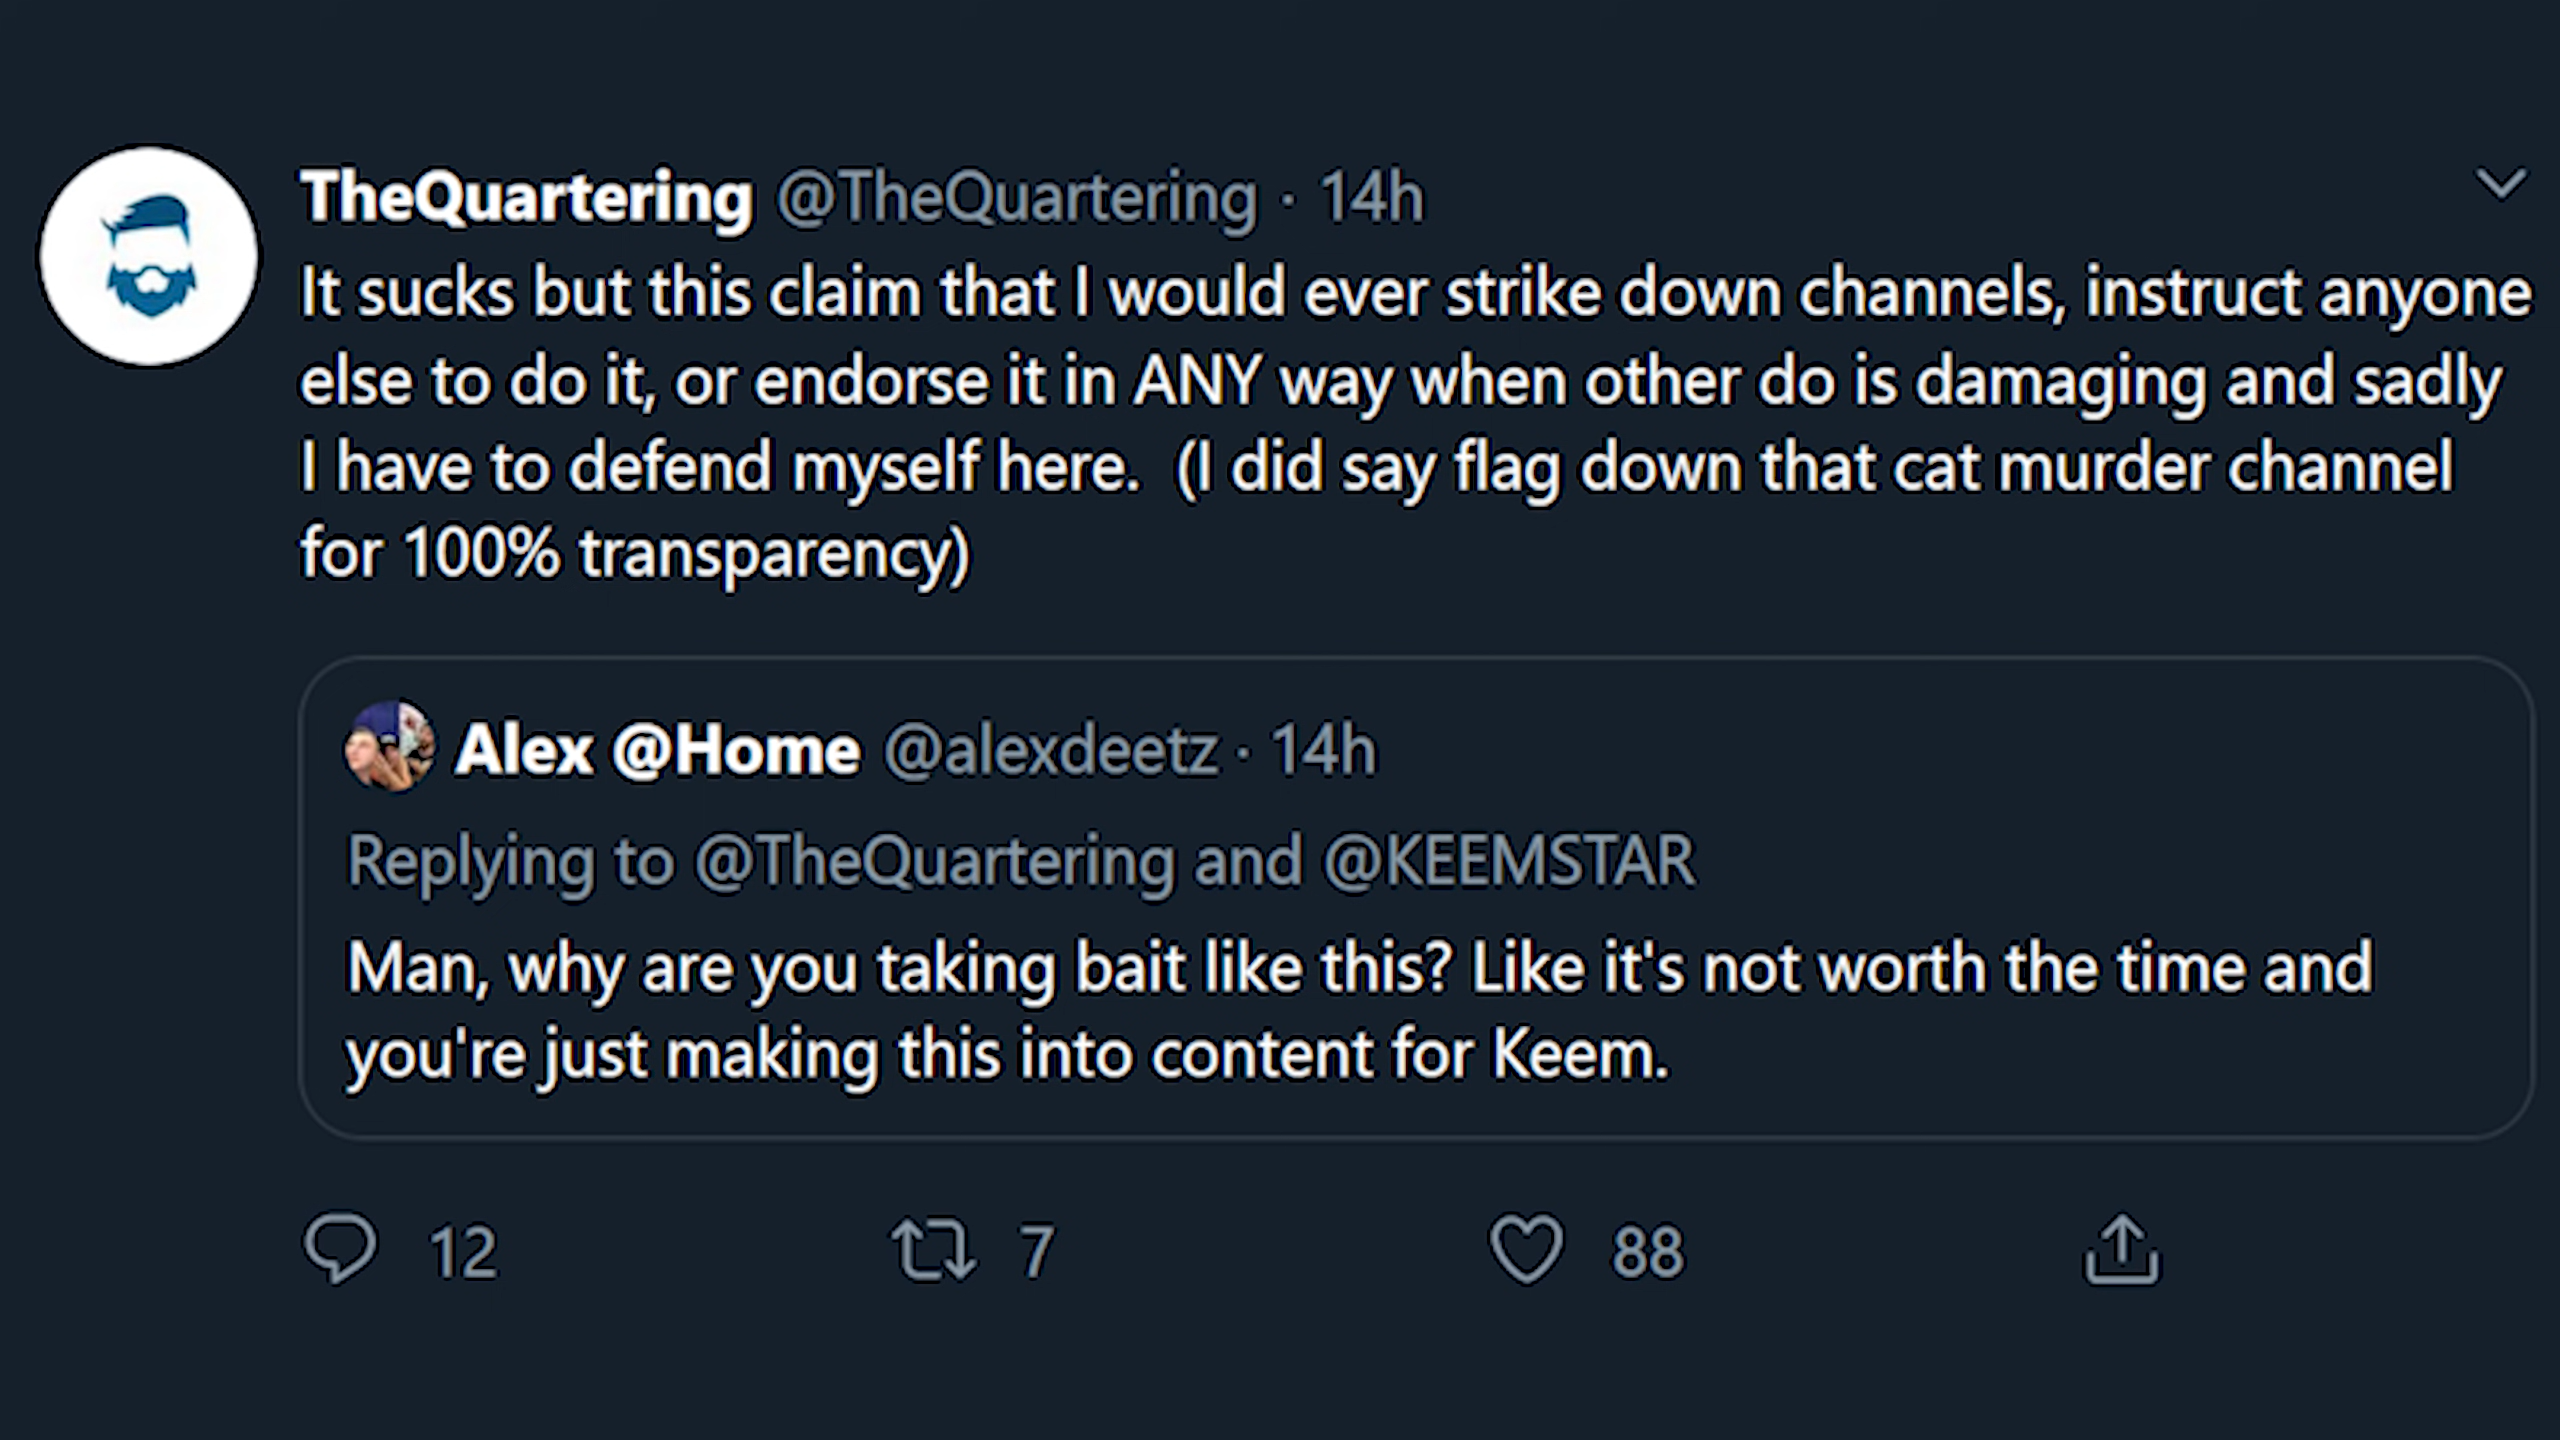 TheQuartering @TheQuartering · 14h
It sucks but this claim that I would ever strike down channels, instruct anyone
else to do it, or endorse it in ANY way when other do is damaging and sadly
I have to defend myself here.  (I did say flag down that cat murder channel
for 100% transparency)
Alex @Home @alexdeetz · 14h
Replying to @TheQuartering and @KEEMSTAR
Man, why are you taking bait like this? Like it's not worth the time and
you're just making this into content for Keem.
12 7 88